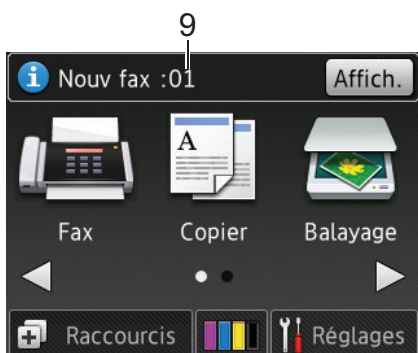 9
Nouv fax :01 Affich.
A
Fax Copier Balayage
Raccourcis Réglages